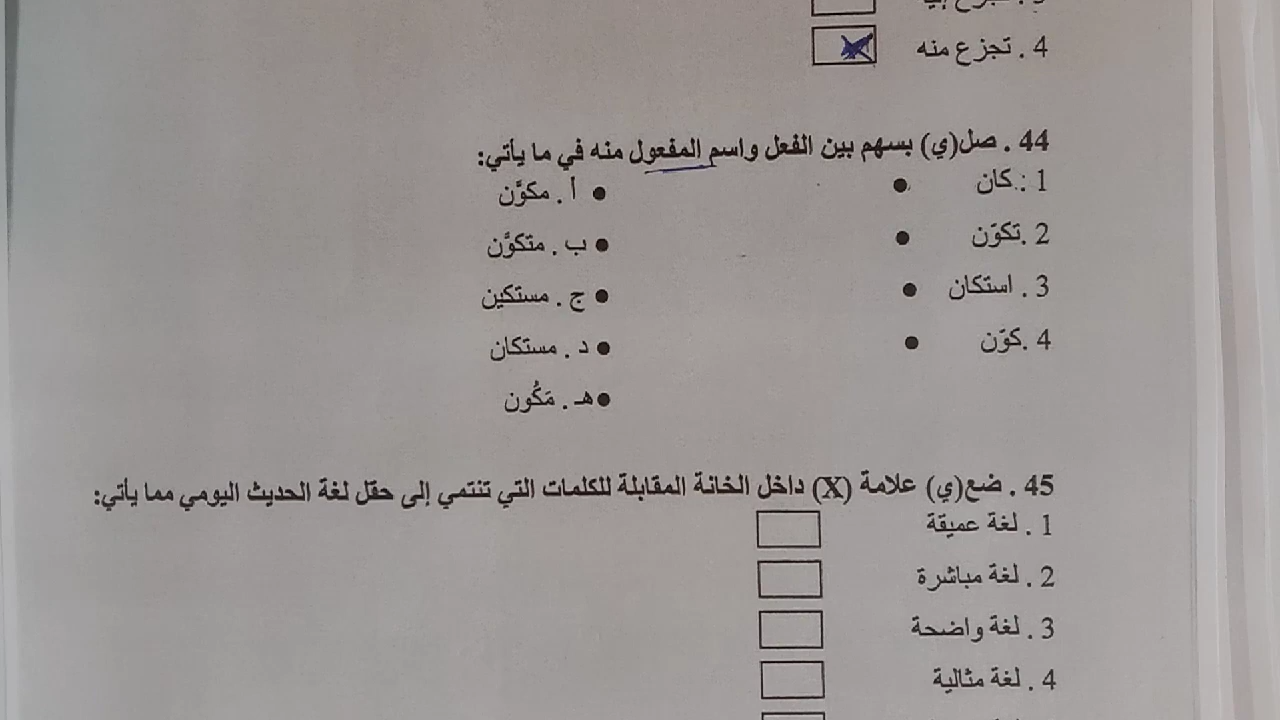 4 . تجزع منه
44 . صل(ي) بسهم بين الفعل واسم المفعول منه في ما يأتي:
1 . كان ● ● أ . مكوَّن
2 .تكوّن ● ● ب . متكوَّن
3 . استكان ● ● ج . مستكين
4 .كوّن ● ● د . مستكان
● هـ . مَكُون
45 . ضع(ي) علامة (X) داخل الخانة المقابلة للكلمات التي تنتمي إلى حقل لغة الحديث اليومي مما يأتي:
1 . لغة عميقة
2 . لغة مباشرة
3 . لغة واضحة
4 . لغة مثالية